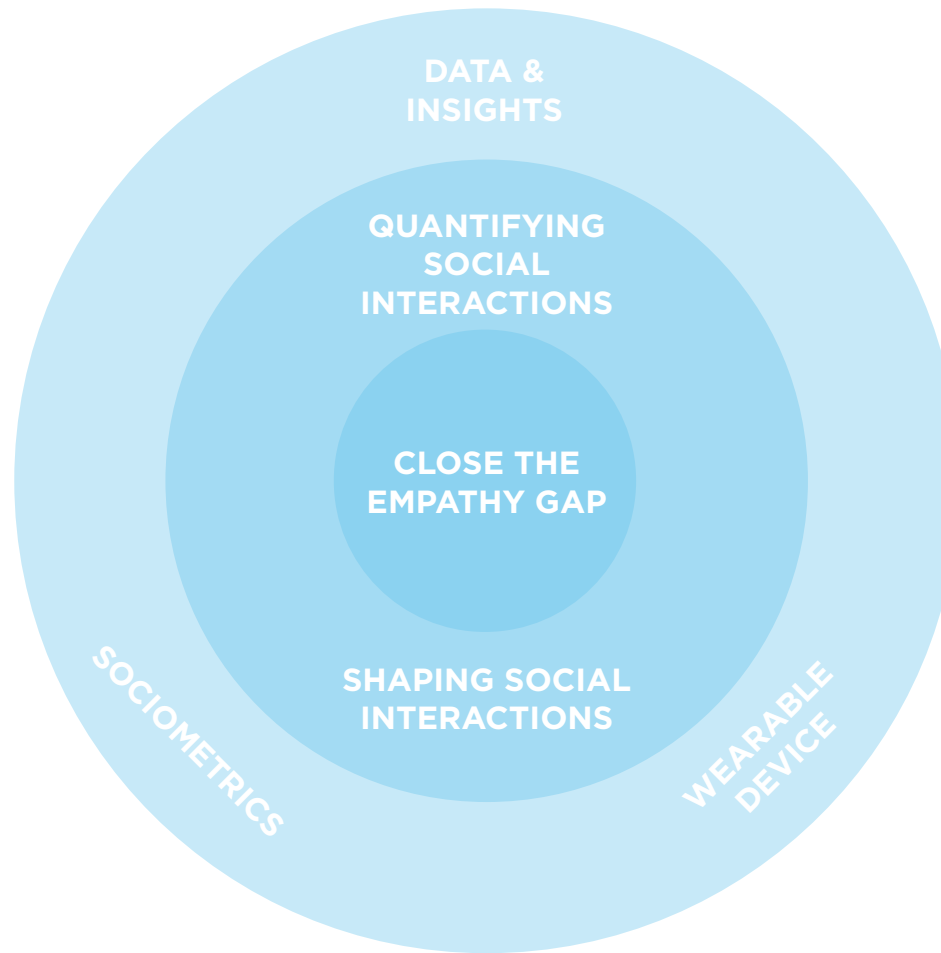 DATA &
INSIGHTS
QUANTIFYING
SOCIAL
INTERACTIONS
CLOSE THE
EMPATHY GAP
SHAPING SOCIAL
INTERACTIONS
SOCIOMETRICS
WEARABLE
DEVICE